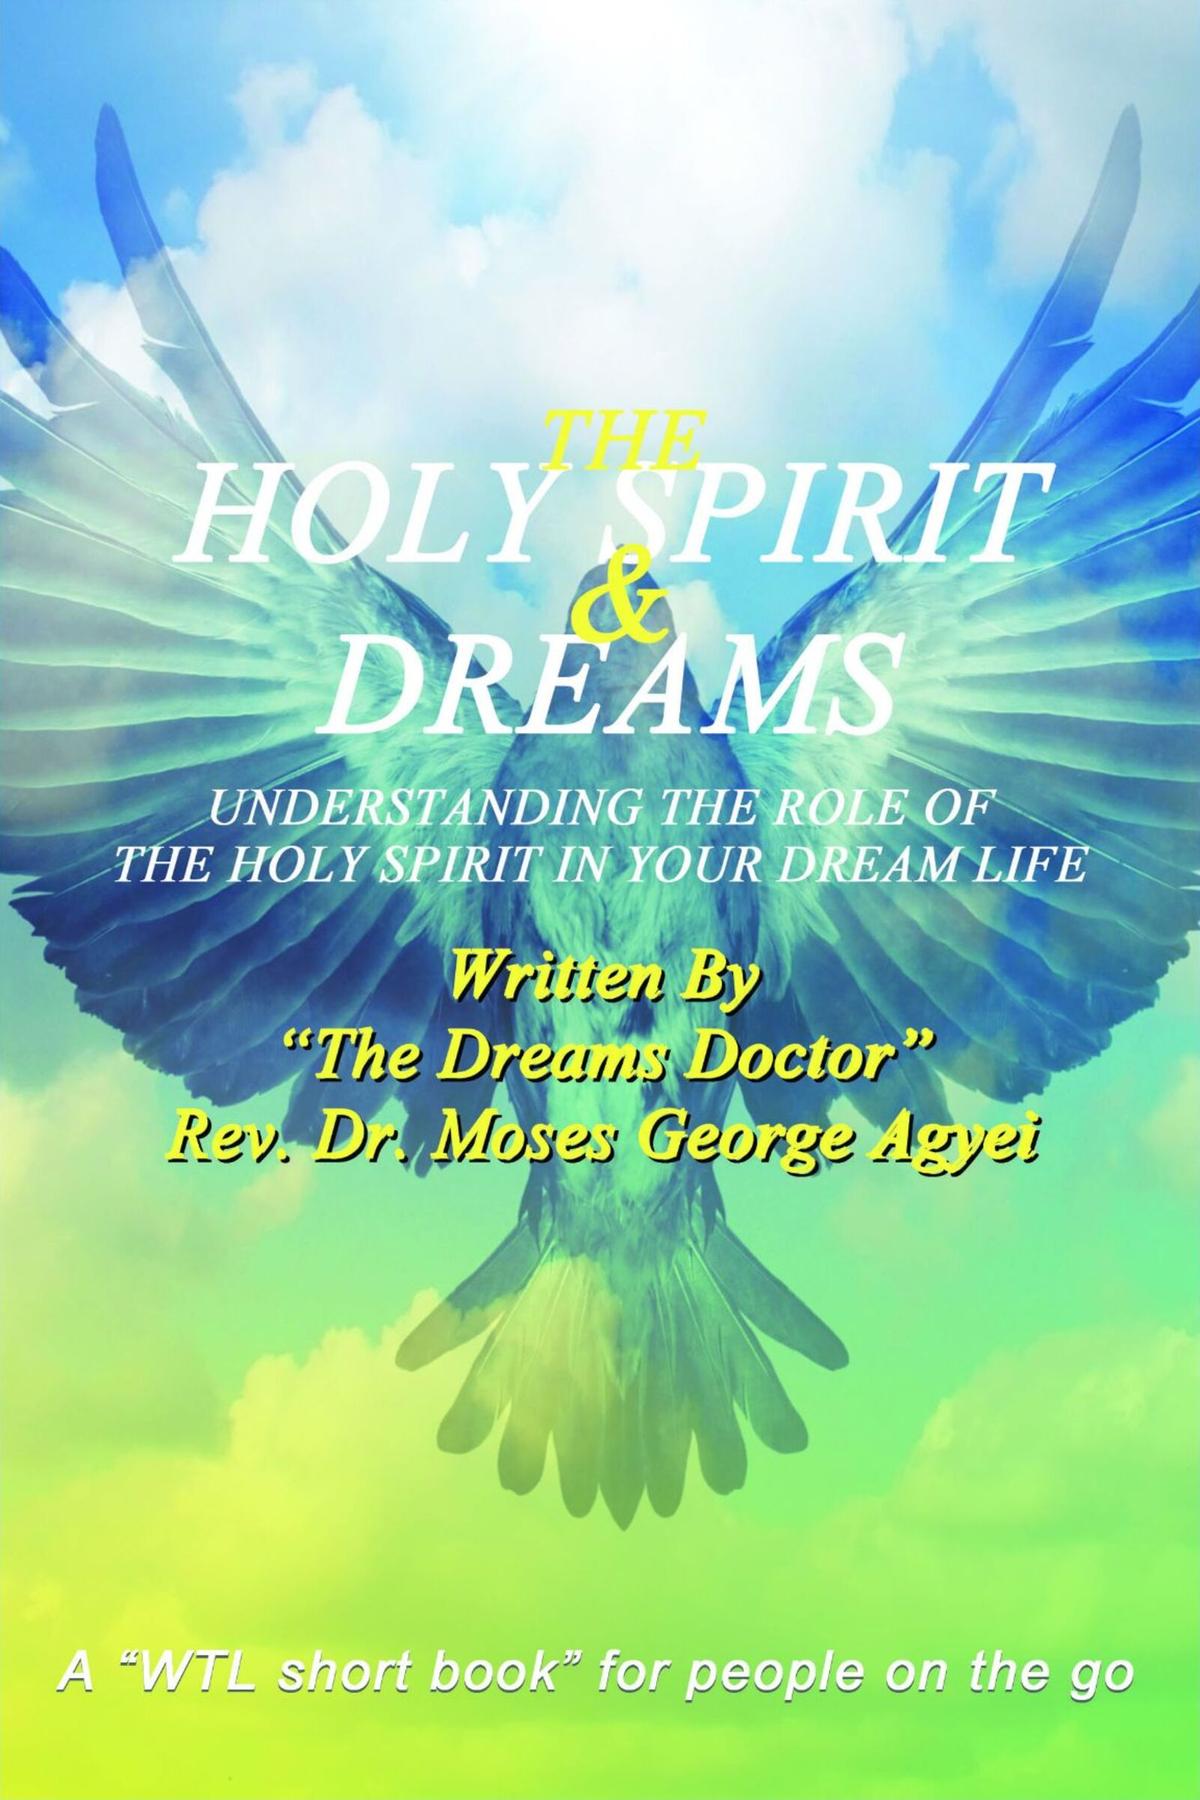 THE
HOLY SPIRIT
&
DREAMS
UNDERSTANDING THE ROLE OF
THE HOLY SPIRIT IN YOUR DREAM LIFE
Written By
“The Dreams Doctor”
Rev. Dr. Moses George Agyei
A “WTL short book” for people on the go